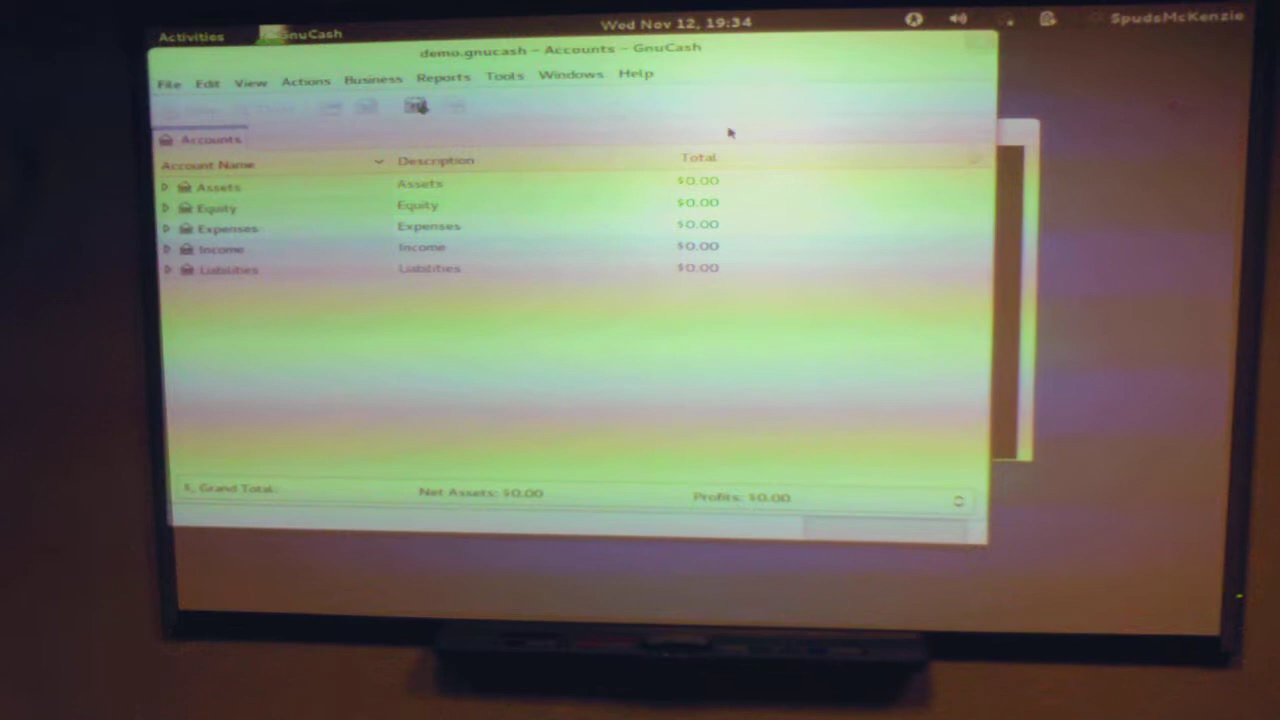 Activities GnuCash Wed Nov 12, 19:34 SpudsMcKenzie
demo.gnucash - Accounts - GnuCash
File Edit View Actions Business Reports Tools Windows Help
Accounts
Account Name Description Total
Assets Assets $0.00
Equity Equity $0.00
Expenses Expenses $0.00
Income Income $0.00
Liabilities Liabilities $0.00
$, Grand Total: Net Assets: $0.00 Profits: $0.00